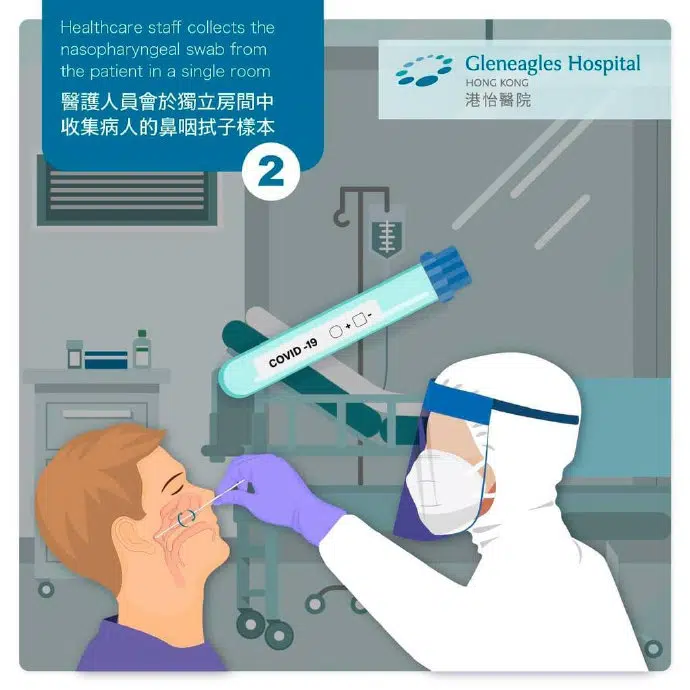 Healthcare staff collects the
nasopharyngeal swab from
the patient in a single room
醫護人員會於獨立房間中
收集病人的鼻咽拭子樣本
2
Gleneagles Hospital
HONG KONG
港怡醫院
COVID -19 + -